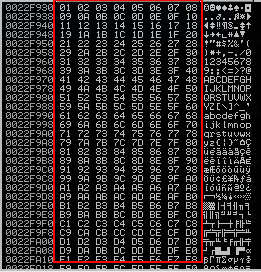 0022F938 01 02 03 04 05 06 07 08
0022F940 09 0A 0B 0C 0D 0E 0F 10
0022F948 11 12 13 14 15 16 17 18
0022F950 19 1A 1B 1C 1D 1E 1F 20
0022F958 21 22 23 24 25 26 27 28 !"#$%&'(
0022F960 29 2A 2B 2C 2D 2E 2F 30 )*+,-./0
0022F968 31 32 33 34 35 36 37 38 12345678
0022F970 39 3A 3B 3C 3D 3E 3F 40 9:;<=>?@
0022F978 41 42 43 44 45 46 47 48 ABCDEFGH
0022F980 49 4A 4B 4C 4D 4E 4F 50 IJKLMNOP
0022F988 51 52 53 54 55 56 57 58 QRSTUVWX
0022F990 59 5A 5B 5C 5D 5E 5F 60 YZ[\]^_`
0022F998 61 62 63 64 65 66 67 68 abcdefgh
0022F9A0 69 6A 6B 6C 6D 6E 6F 70 ijklmnop
0022F9A8 71 72 73 74 75 76 77 78 qrstuvwx
0022F9B0 79 7A 7B 7C 7D 7E 7F 80 yz{|}~⌂Ç
0022F9B8 81 82 83 84 85 86 87 88 üéâäàåçê
0022F9C0 89 8A 8B 8C 8D 8E 8F 90 ëèïîìÄÅÉ
0022F9C8 91 92 93 94 95 96 97 98 æÆôöòûùÿ
0022F9D0 99 9A 9B 9C 9D 9E 9F A0 ÖÜ¢£¥₧ƒá
0022F9D8 A1 A2 A3 A4 A5 A6 A7 A8 íóúñÑªº¿
0022F9E0 A9 AA AB AC AD AE AF B0
0022F9E8 B1 B2 B3 B4 B5 B6 B7 B8
0022F9F0 B9 BA BB BC BD BE BF C0
0022F9F8 C1 C2 C3 C4 C5 C6 C7 C8
0022FA00 C9 CA CB CC CD CE CF D0
0022FA08 D1 D2 D3 D4 D5 D6 D7 D8
0022FA10 D9 DA DB DC DD DE DF E0